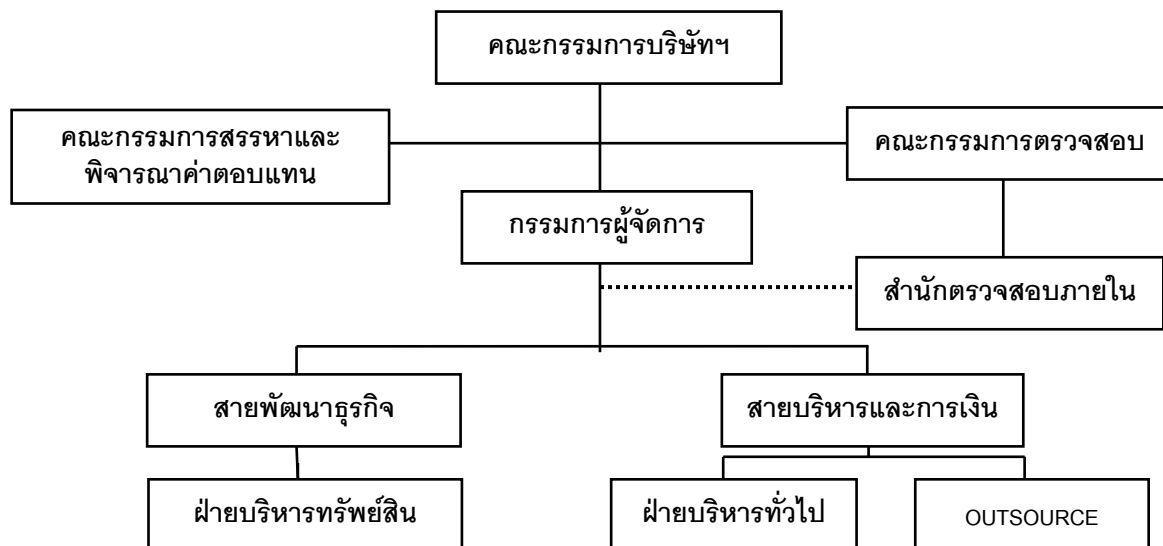 คณะกรรมการบริษัทฯ
คณะกรรมการสรรหาและ
พิจารณาค่าตอบแทน
คณะกรรมการตรวจสอบ
กรรมการผู้จัดการ
สำนักตรวจสอบภายใน
สายพัฒนาธุรกิจ
สายบริหารและการเงิน
ฝ่ายบริหารทรัพย์สิน
ฝ่ายบริหารทั่วไป
OUTSOURCE